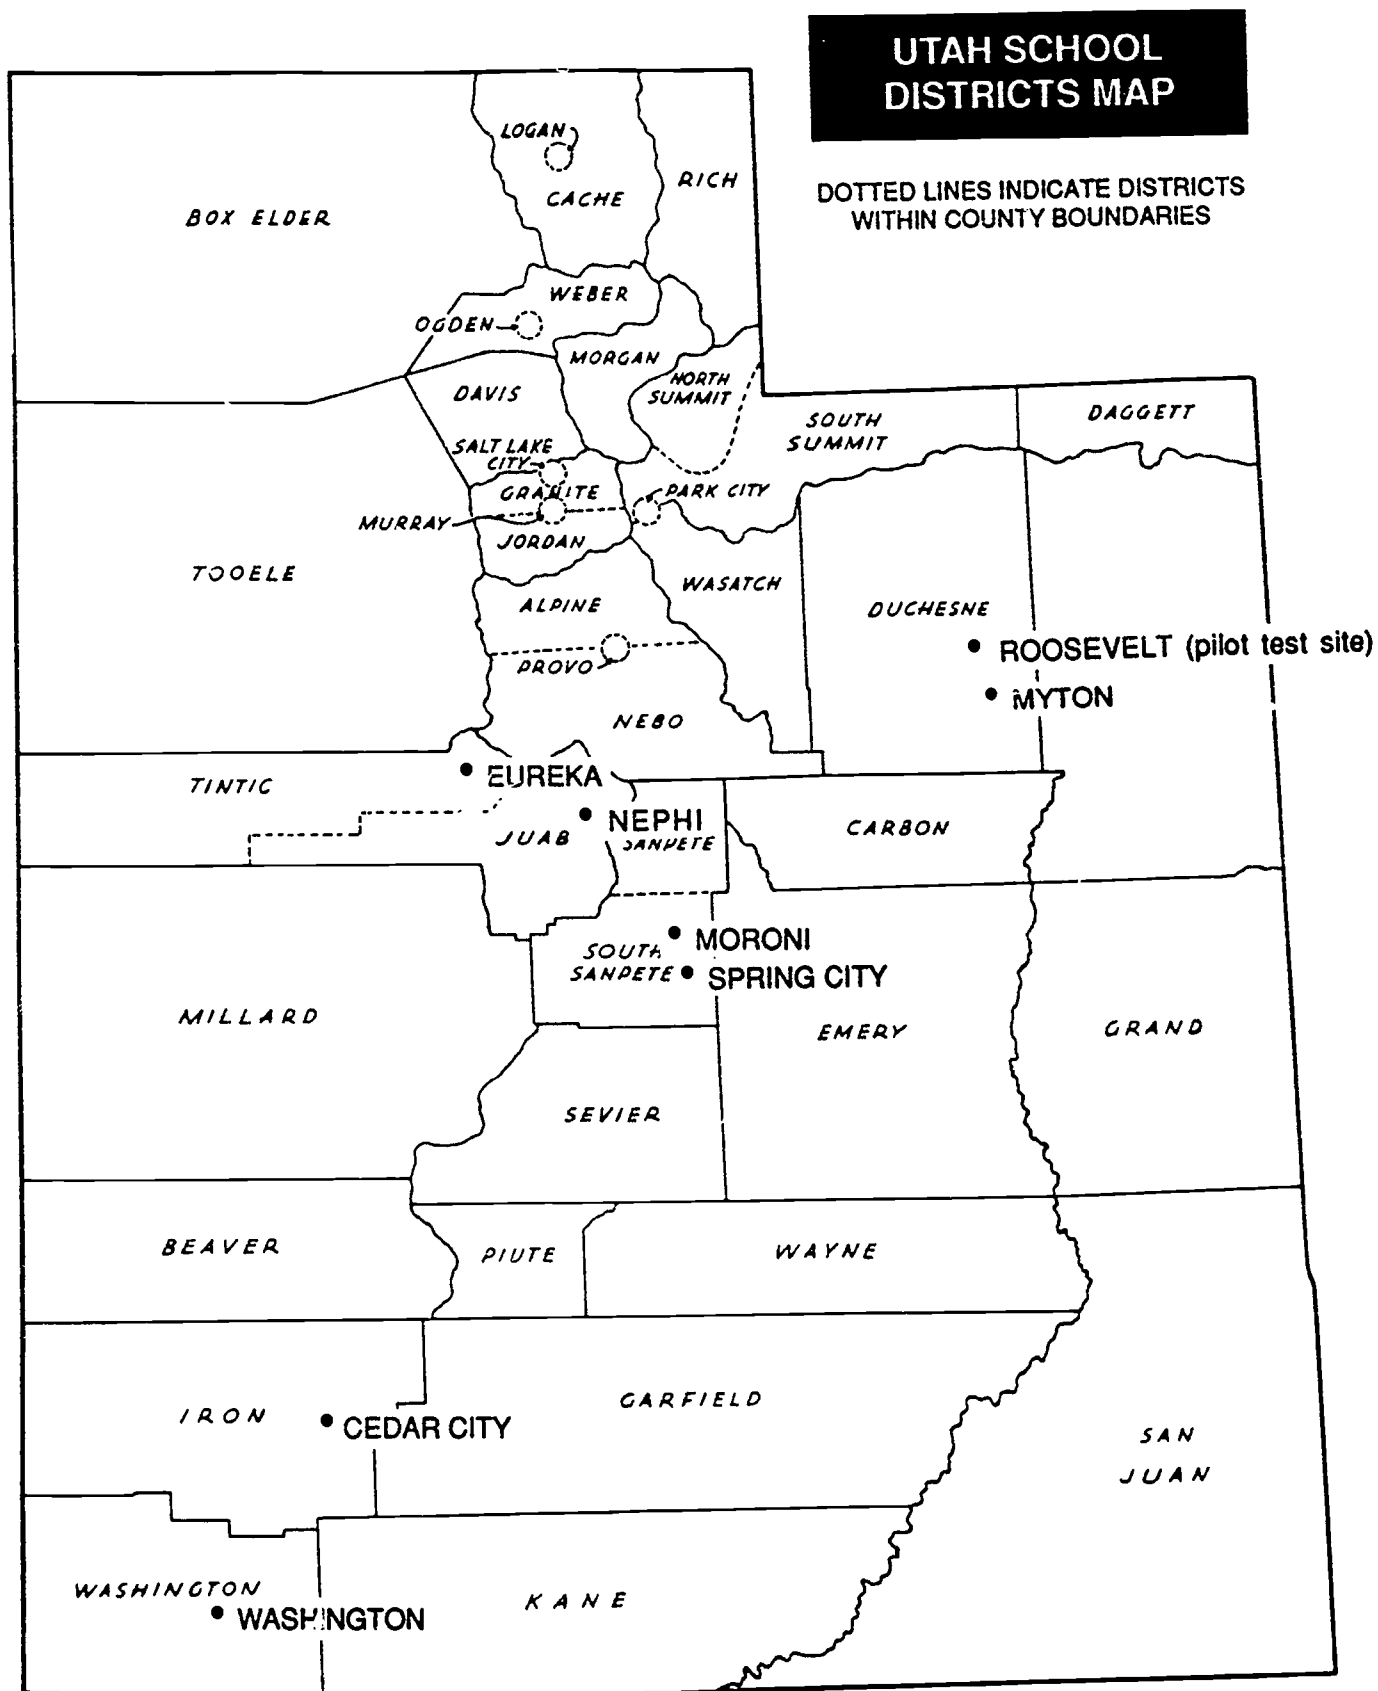 UTAH SCHOOL
DISTRICTS MAP
DOTTED LINES INDICATE DISTRICTS
WITHIN COUNTY BOUNDARIES
LOGAN
RICH
CACHE
BOX ELDER
WEBER
OGDEN
MORGAN
DAVIS
NORTH
SUMMIT
SOUTH
SUMMIT
DAGGETT
SALT LAKE
CITY
GRANITE
PARK CITY
MURRAY
JORDAN
TOOELE
WASATCH
ALPINE
DUCHESNE
ROOSEVELT (pilot test site)
PROVO
MYTON
NEBO
EUREKA
TINTIC
NEPHI
JUAB
SANPETE
CARBON
MORONI
SOUTH
SANPETE
SPRING CITY
MILLARD
EMERY
GRAND
SEVIER
BEAVER
PIUTE
WAYNE
GARFIELD
IRON
CEDAR CITY
SAN
JUAN
WASHINGTON
WASHINGTON
KANE